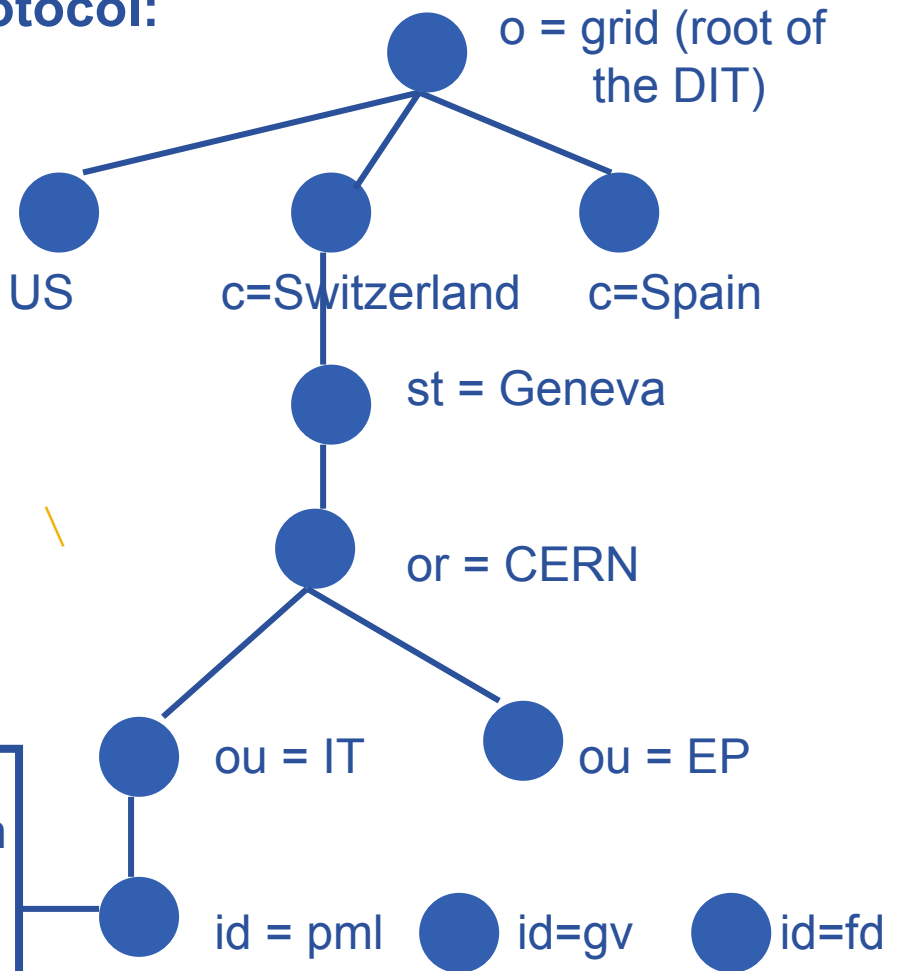 otocol:
o = grid (root of
the DIT)
US
c=Switzerland
c=Spain
st = Geneva
or = CERN
ou = IT
ou = EP
n
id = pml
id=gv
id=fd